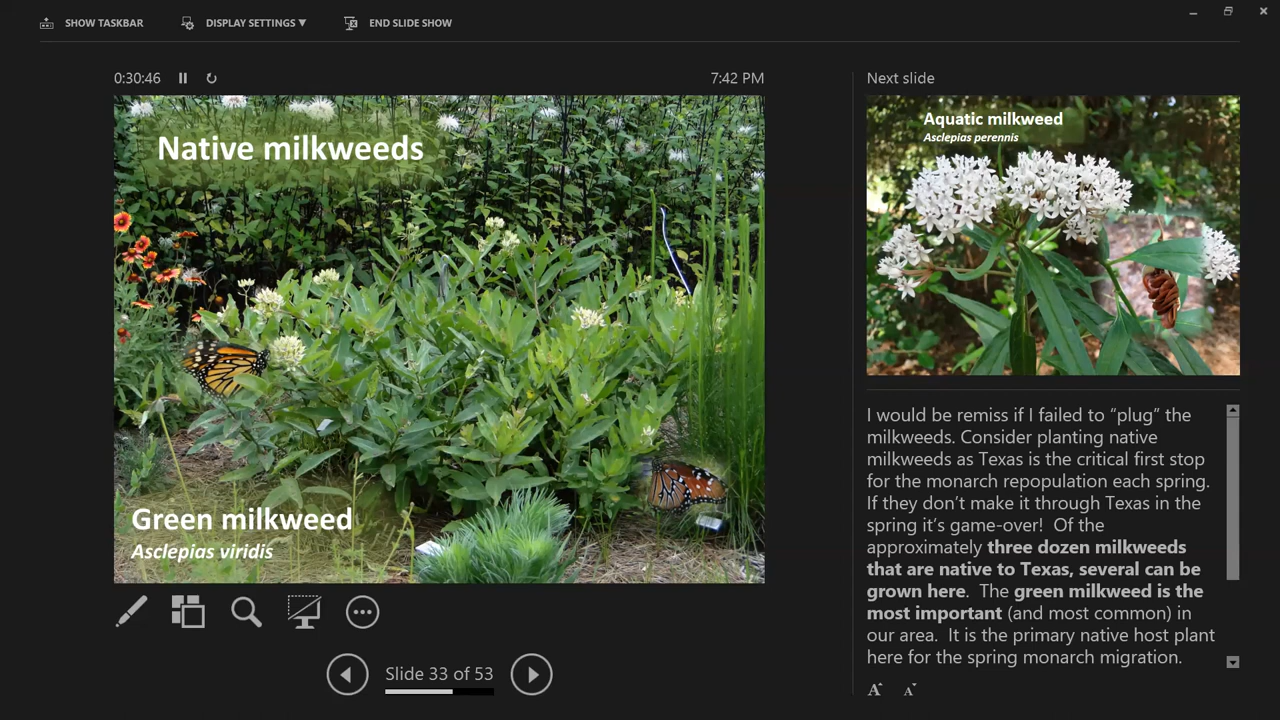 SHOW TASKBAR
DISPLAY SETTINGS ▼
END SLIDE SHOW
0:30:46
7:42 PM
Native milkweeds
Green milkweed
Asclepias viridis
Slide 33 of 53
Next slide
Aquatic milkweed
Asclepias perennis
I would be remiss if I failed to “plug” the
milkweeds. Consider planting native
milkweeds as Texas is the critical first stop
for the monarch repopulation each spring.
If they don’t make it through Texas in the
spring it’s game-over!  Of the
approximately three dozen milkweeds
that are native to Texas, several can be
grown here.  The green milkweed is the
most important (and most common) in
our area.  It is the primary native host plant
here for the spring monarch migration.
A A